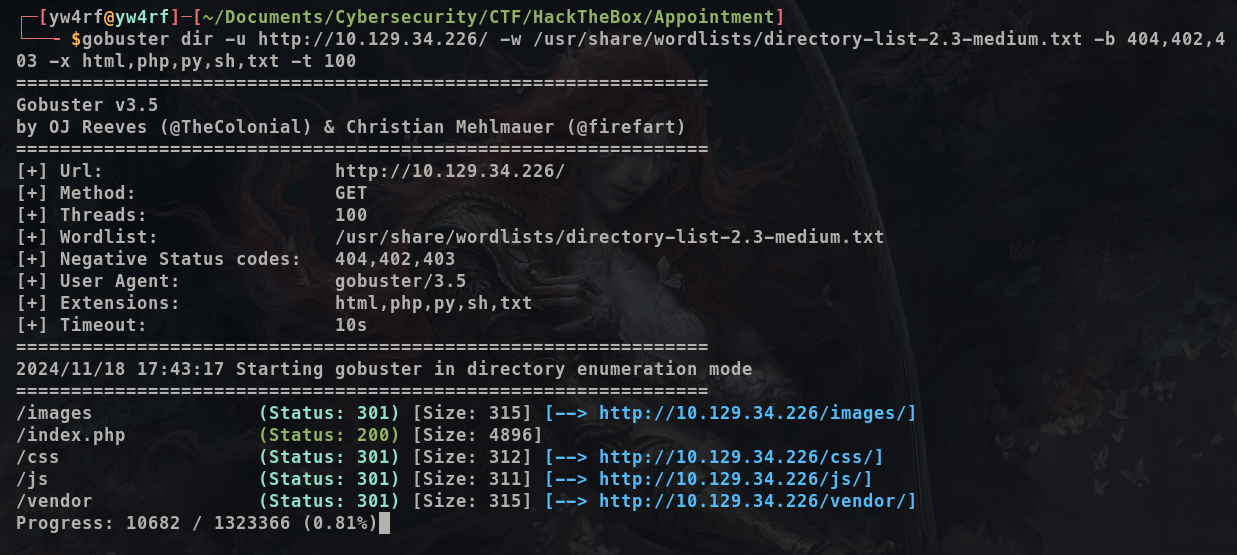 ┌─[yw4rf@yw4rf]─[~/Documents/Cybersecurity/CTF/HackTheBox/Appointment]
└──╼ $gobuster dir -u http://10.129.34.226/ -w /usr/share/wordlists/directory-list-2.3-medium.txt -b 404,402,4
03 -x html,php,py,sh,txt -t 100
===============================================================
Gobuster v3.5
by OJ Reeves (@TheColonial) & Christian Mehlmauer (@firefart)
===============================================================
[+] Url:                     http://10.129.34.226/
[+] Method:                  GET
[+] Threads:                 100
[+] Wordlist:                /usr/share/wordlists/directory-list-2.3-medium.txt
[+] Negative Status codes:   404,402,403
[+] User Agent:              gobuster/3.5
[+] Extensions:              html,php,py,sh,txt
[+] Timeout:                 10s
===============================================================
2024/11/18 17:43:17 Starting gobuster in directory enumeration mode
===============================================================
/images               (Status: 301) [Size: 315] [--> http://10.129.34.226/images/]
/index.php            (Status: 200) [Size: 4896]
/css                  (Status: 301) [Size: 312] [--> http://10.129.34.226/css/]
/js                   (Status: 301) [Size: 311] [--> http://10.129.34.226/js/]
/vendor               (Status: 301) [Size: 315] [--> http://10.129.34.226/vendor/]
Progress: 10682 / 1323366 (0.81%)